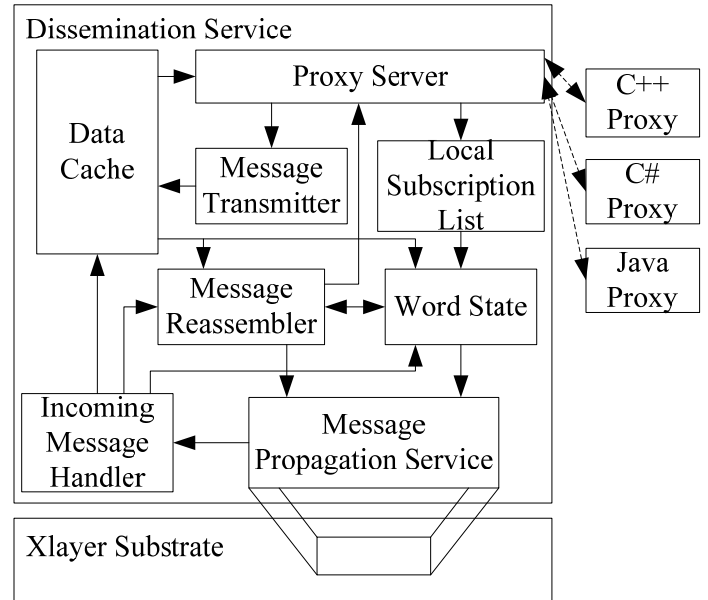 Dissemination Service
Proxy Server
C++
Proxy
Data
Cache
Message
Transmitter
Local
Subscription
List
C#
Proxy
Java
Proxy
Message
Reassembler
Word State
Incoming
Message
Handler
Message
Propagation Service
Xlayer Substrate